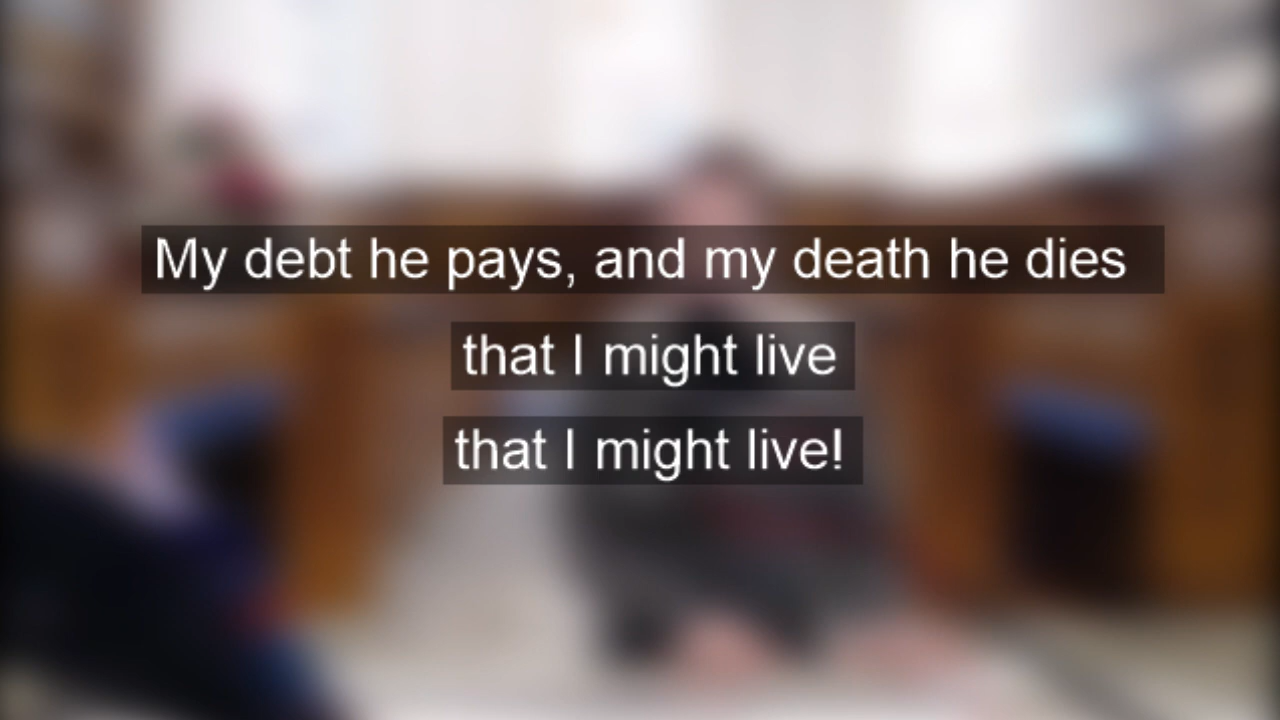 My debt he pays, and my death he dies
that I might live
that I might live!